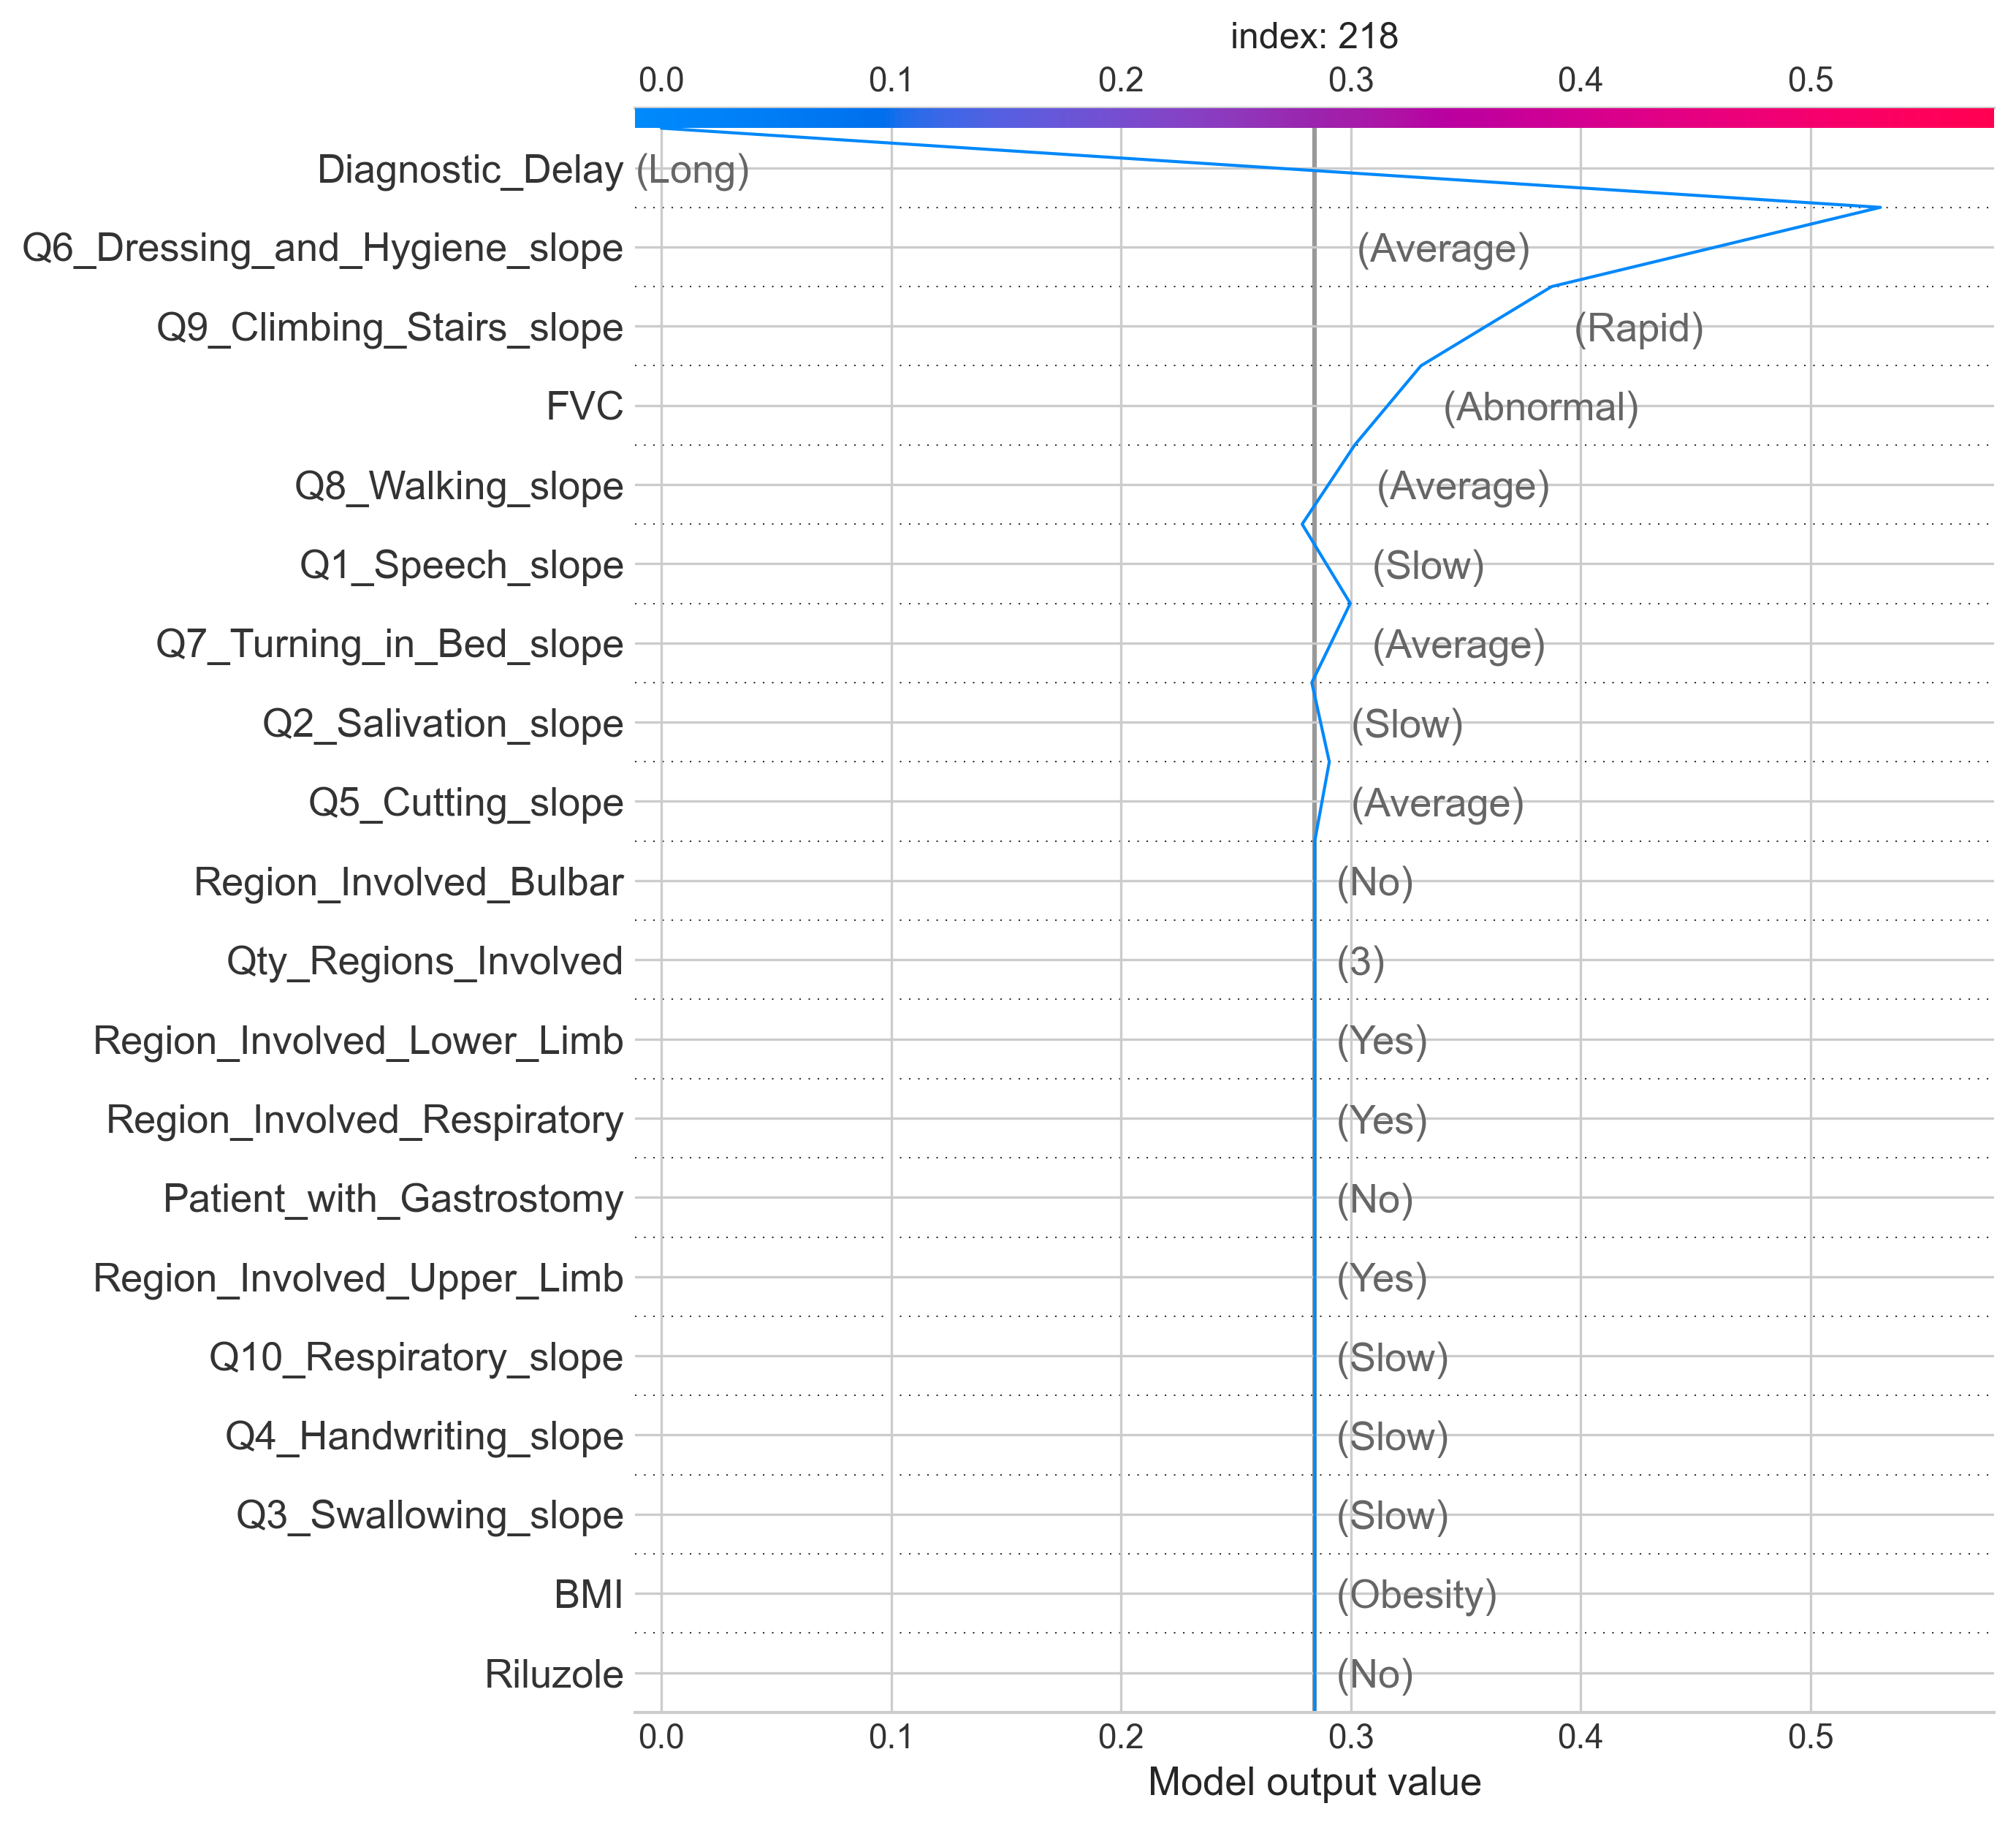 index: 218
0.0 0.1 0.2 0.3 0.4 0.5
Diagnostic_Delay (Long)
Q6_Dressing_and_Hygiene_slope (Average)
Q9_Climbing_Stairs_slope (Rapid)
FVC (Abnormal)
Q8_Walking_slope (Average)
Q1_Speech_slope (Slow)
Q7_Turning_in_Bed_slope (Average)
Q2_Salivation_slope (Slow)
Q5_Cutting_slope (Average)
Region_Involved_Bulbar (No)
Qty_Regions_Involved (3)
Region_Involved_Lower_Limb (Yes)
Region_Involved_Respiratory (Yes)
Patient_with_Gastrostomy (No)
Region_Involved_Upper_Limb (Yes)
Q10_Respiratory_slope (Slow)
Q4_Handwriting_slope (Slow)
Q3_Swallowing_slope (Slow)
BMI (Obesity)
Riluzole (No)
0.0 0.1 0.2 0.3 0.4 0.5
Model output value